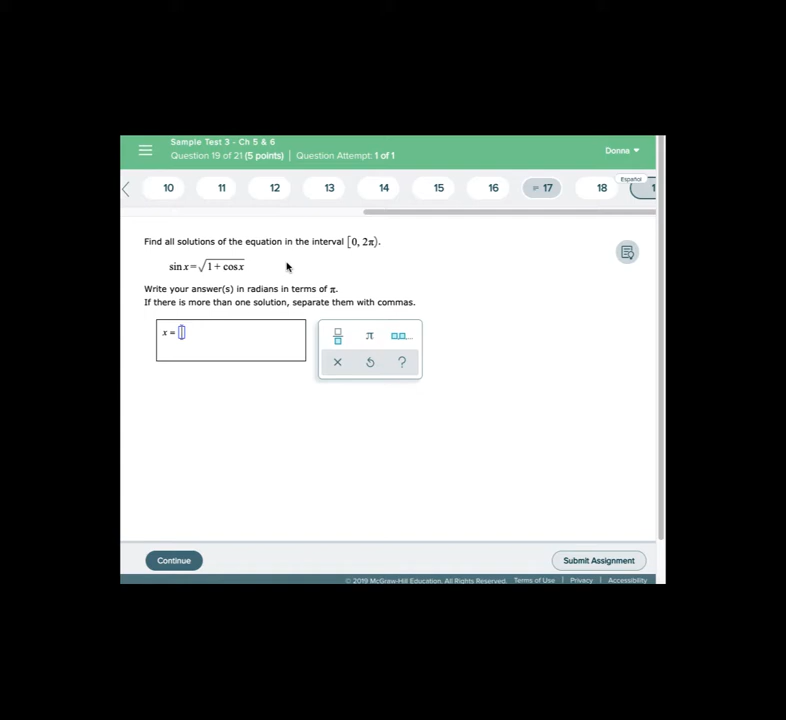 Sample Test 3 - Ch 5 & 6
Question 19 of 21 (5 points) | Question Attempt: 1 of 1
Donna
Español
10 11 12 13 14 15 16 = 17 18
Find all solutions of the equation in the interval [0, 2π).
sin x = √1 + cos x
Write your answer(s) in radians in terms of π.
If there is more than one solution, separate them with commas.
x =
π ,...
× ?
Continue
Submit Assignment
© 2019 McGraw-Hill Education. All Rights Reserved. Terms of Use | Privacy | Accessibility